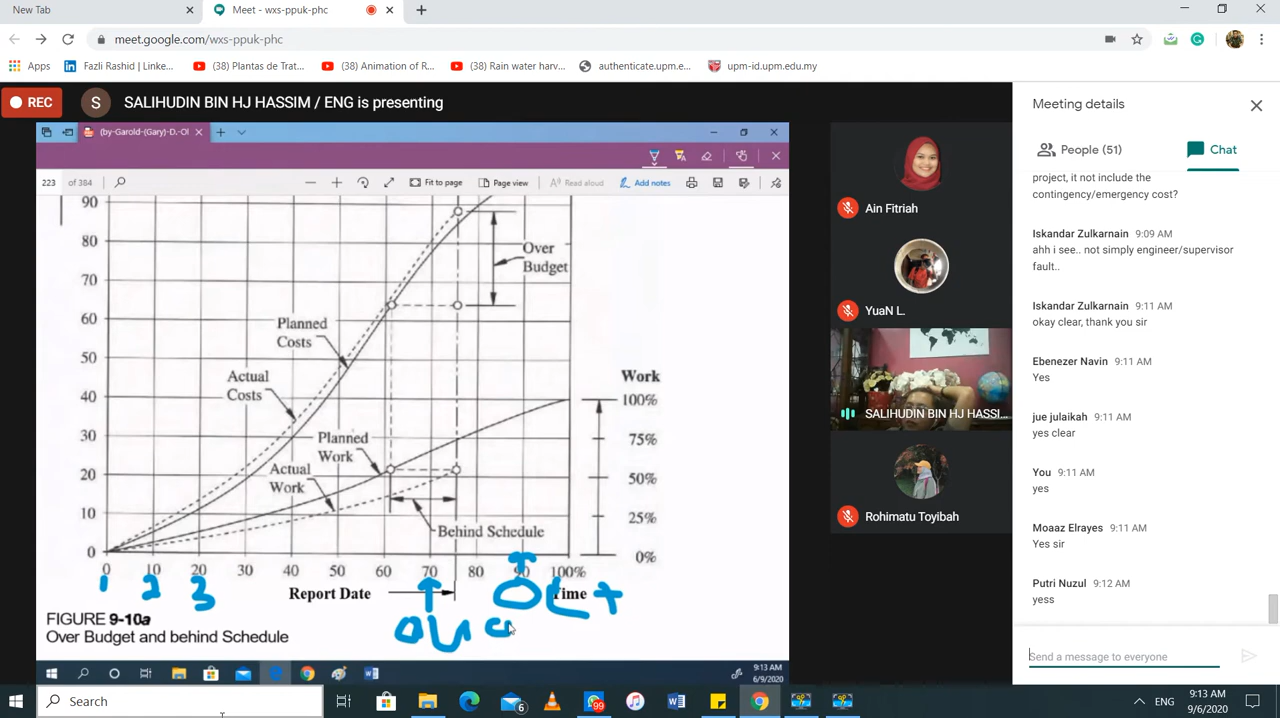 New Tab
Meet - wxs-ppuk-phc
meet.google.com/wxs-ppuk-phc
Apps
Fazli Rashid | Linke...
(38) Plantas de Trat...
(38) Animation of R...
(38) Rain water harv...
authenticate.upm.e...
upm-id.upm.edu.my
REC
S
SALIHUDIN BIN HJ HASSIM / ENG is presenting
(by-Garold-(Gary)-D.-Ol
223 of 384
Fit to page
Page view
Read aloud
Add notes
90
80
70
60
50
40
30
20
10
0
Over
Budget
Planned
Costs
Actual
Costs
Planned
Work
Actual
Work
Behind Schedule
Work
100%
75%
50%
25%
0%
0 10 20 30 40 50 60 70 80 90 100%
1 2 3
Report Date
Time
Oct
FIGURE 9-10a
Over Budget and behind Schedule
9:13 AM
6/9/2020
Ain Fitriah
YuaN L.
SALIHUDIN BIN HJ HASSI...
Rohimatu Toyibah
Meeting details
People (51)
Chat
project, it not include the
contingency/emergency cost?
Iskandar Zulkarnain 9:09 AM
ahh i see.. not simply engineer/supervisor
fault..
Iskandar Zulkarnain 9:11 AM
okay clear, thank you sir
Ebenezer Navin 9:11 AM
Yes
jue julaikah 9:11 AM
yes clear
You 9:11 AM
yes
Moaaz Elrayes 9:11 AM
Yes sir
Putri Nuzul 9:12 AM
yess
Send a message to everyone
Search
6
99
ENG
9:13 AM
9/6/2020